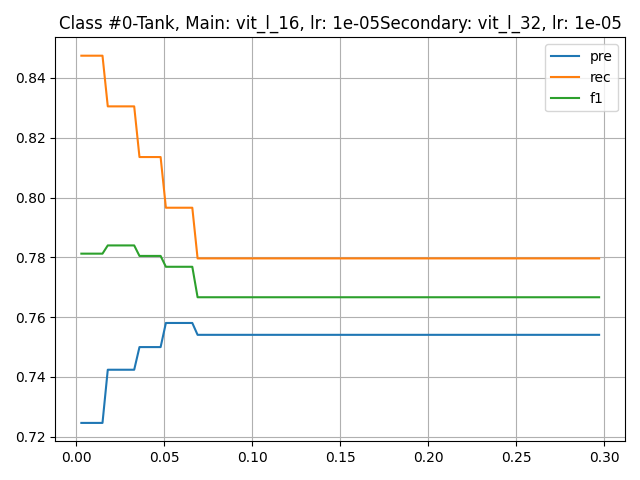 Class #0-Tank, Main: vit_l_16, lr: 1e-05Secondary: vit_l_32, lr: 1e-05
pre
rec
f1
0.84
0.82
0.80
0.78
0.76
0.74
0.72
0.00 0.05 0.10 0.15 0.20 0.25 0.30